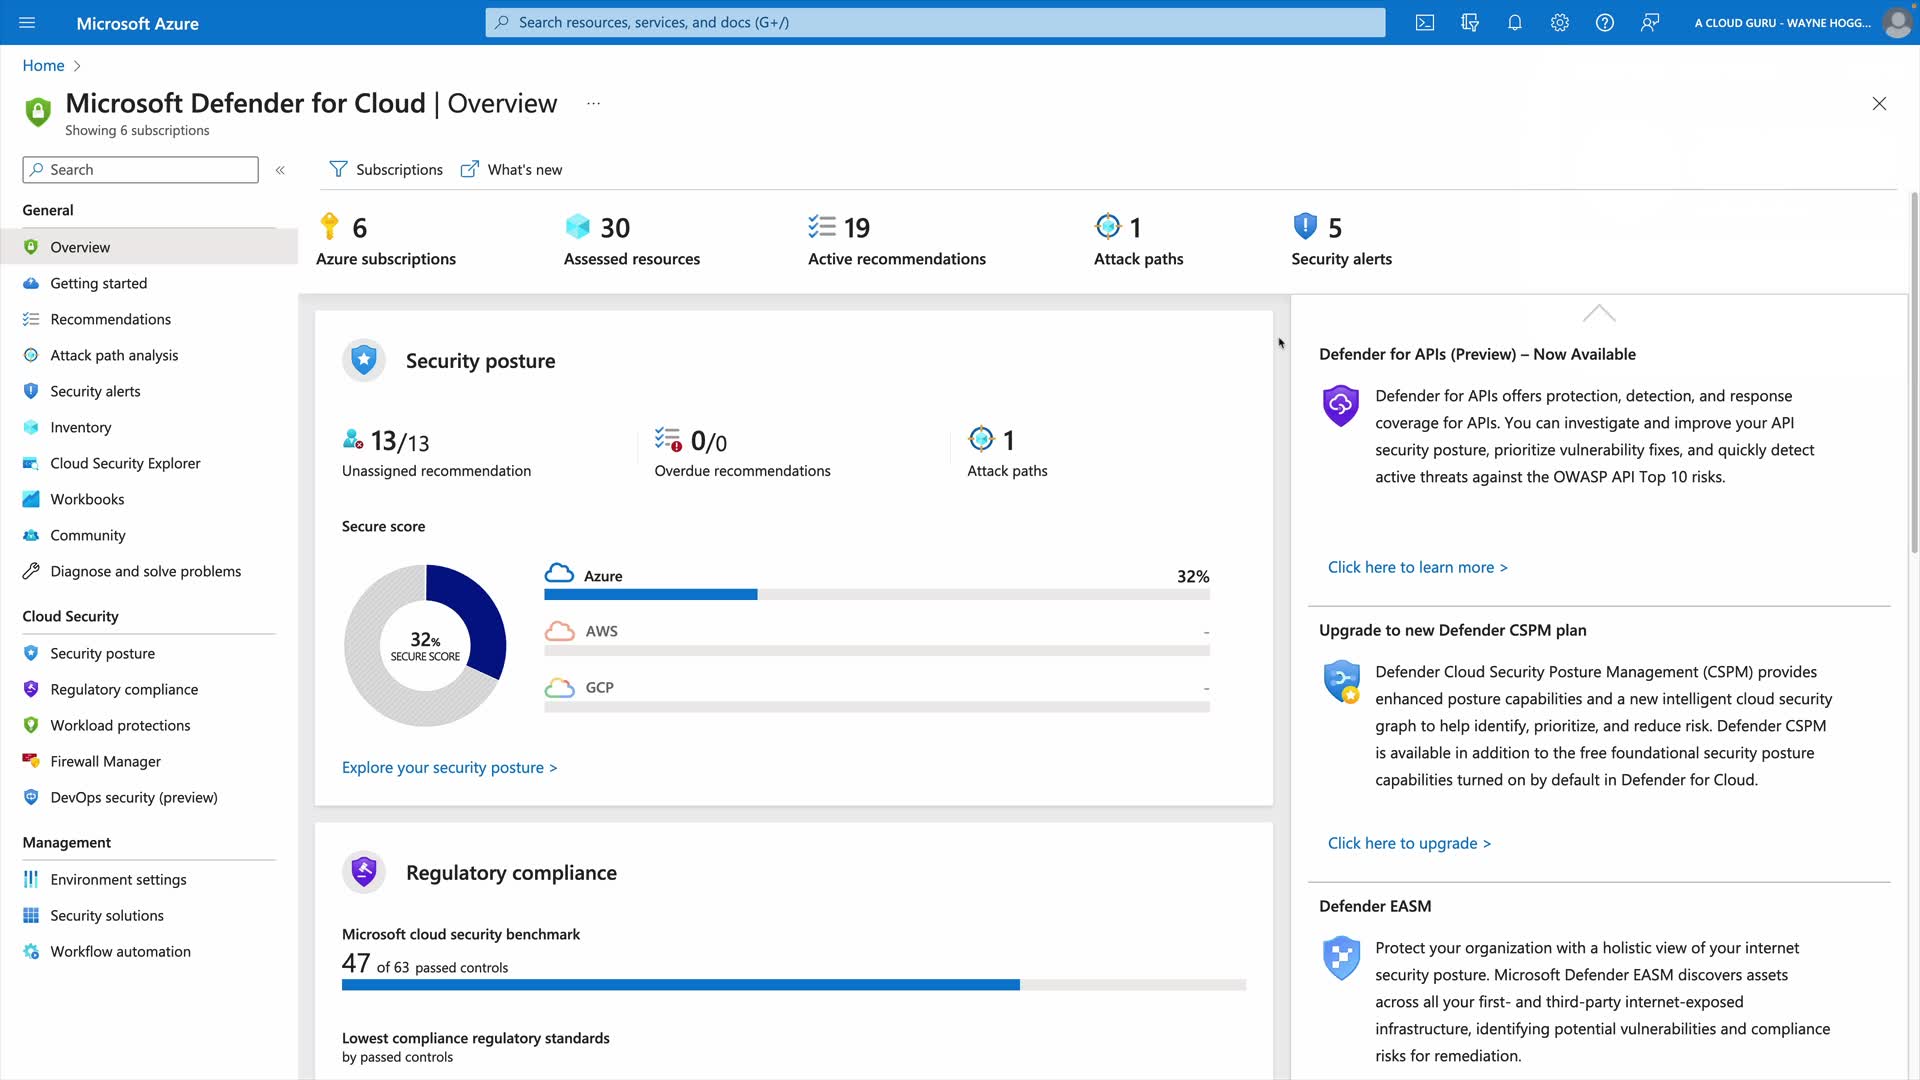 Microsoft Azure
Search resources, services, and docs (G+/)
A CLOUD GURU - WAYNE HOGG...
Home
Microsoft Defender for Cloud | Overview
...
Showing 6 subscriptions
Search
«
Subscriptions
What's new
General
Overview
Getting started
Recommendations
Attack path analysis
Security alerts
Inventory
Cloud Security Explorer
Workbooks
Community
Diagnose and solve problems
Cloud Security
Security posture
Regulatory compliance
Workload protections
Firewall Manager
DevOps security (preview)
Management
Environment settings
Security solutions
Workflow automation
6
Azure subscriptions
30
Assessed resources
19
Active recommendations
1
Attack paths
5
Security alerts
Security posture
13/13
Unassigned recommendation
0/0
Overdue recommendations
1
Attack paths
Secure score
32%
SECURE SCORE
Azure
32%
AWS
-
GCP
-
Explore your security posture >
Regulatory compliance
Microsoft cloud security benchmark
47 of 63 passed controls
Lowest compliance regulatory standards
by passed controls
Defender for APIs (Preview) – Now Available
Defender for APIs offers protection, detection, and response
coverage for APIs. You can investigate and improve your API
security posture, prioritize vulnerability fixes, and quickly detect
active threats against the OWASP API Top 10 risks.
Click here to learn more >
Upgrade to new Defender CSPM plan
Defender Cloud Security Posture Management (CSPM) provides
enhanced posture capabilities and a new intelligent cloud security
graph to help identify, prioritize, and reduce risk. Defender CSPM
is available in addition to the free foundational security posture
capabilities turned on by default in Defender for Cloud.
Click here to upgrade >
Defender EASM
Protect your organization with a holistic view of your internet
security posture. Microsoft Defender EASM discovers assets
across all your first- and third-party internet-exposed
infrastructure, identifying potential vulnerabilities and compliance
risks for remediation.